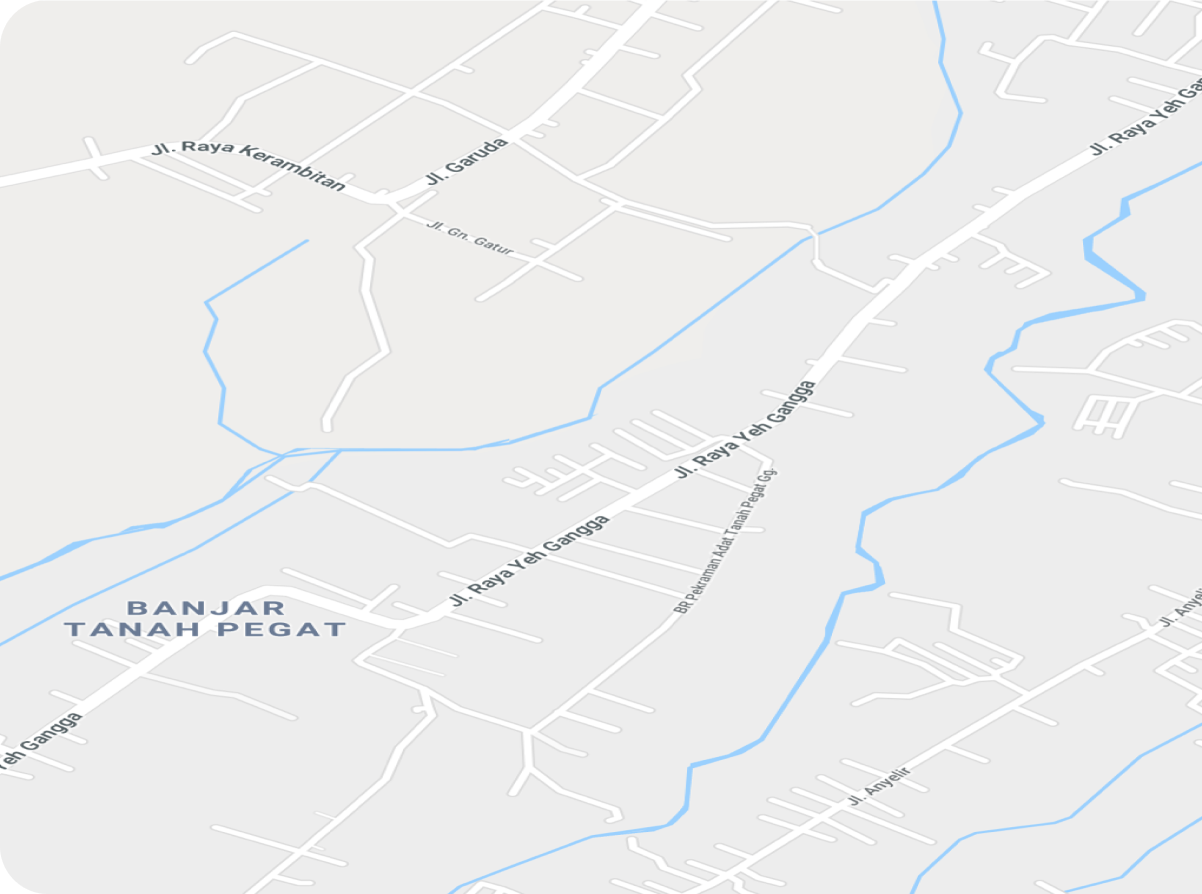 Jl. Raya Yeh Gan
Jl. Raya Kerambitan
Jl. Garuda
Jl. Gn. Gatur
Jl. Raya Yeh Gangga
BR Pekraman Adat Tanah Pegat Gg.
Jl. Raya Yeh Gangga
BANJAR
TANAH PEGAT
Jl. Anyelir
Yeh Gangga
Jl. Anyelir